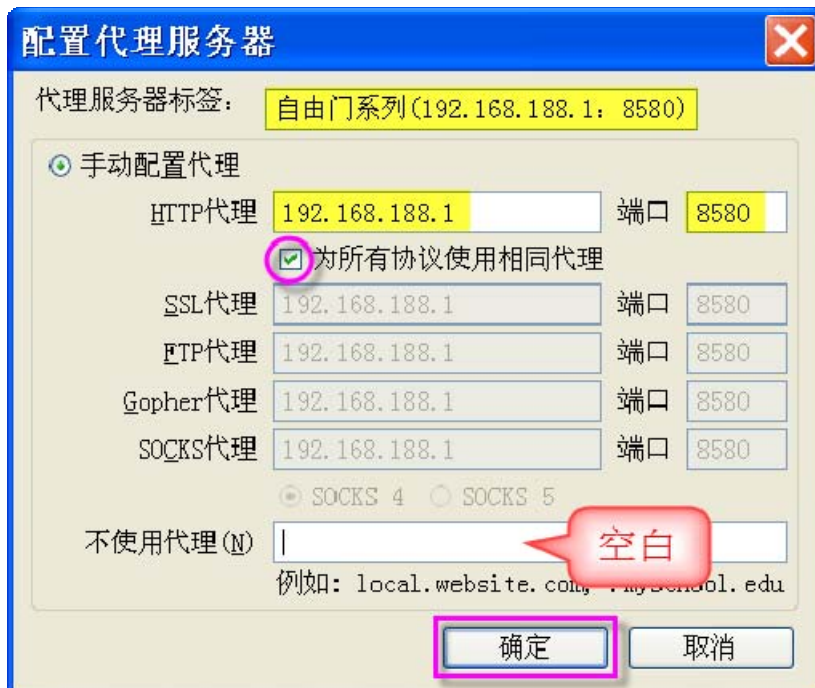 配置代理服务器
代理服务器标签: 自由门系列(192.168.188.1: 8580)
手动配置代理
HTTP代理 192.168.188.1 端口 8580
为所有协议使用相同代理
SSL代理 192.168.188.1 端口 8580
FTP代理 192.168.188.1 端口 8580
Gopher代理 192.168.188.1 端口 8580
SOCKS代理 192.168.188.1 端口 8580
SOCKS 4 SOCKS 5
不使用代理(N) 空白
例如: local.website.com,
确定 取消